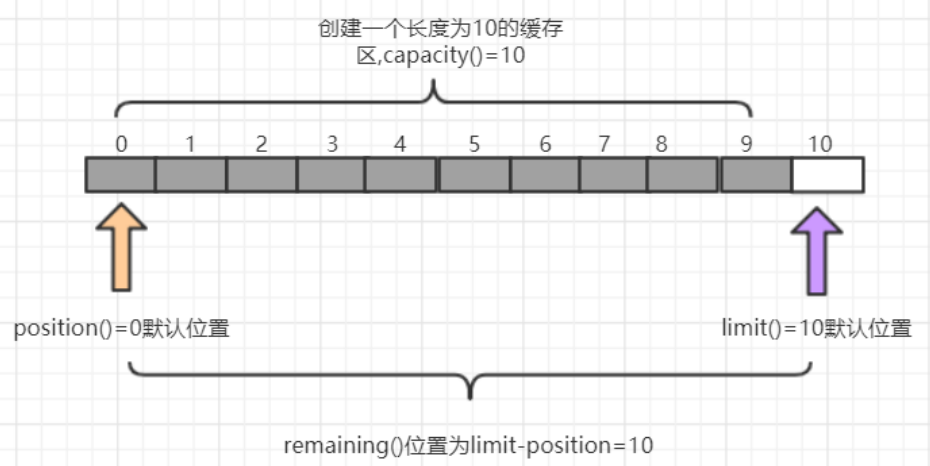 创建一个长度为10的缓存
区,capacity()=10
0 1 2 3 4 5 6 7 8 9 10
position()=0默认位置 limit()=10默认位置
remaining()位置为limit-position=10